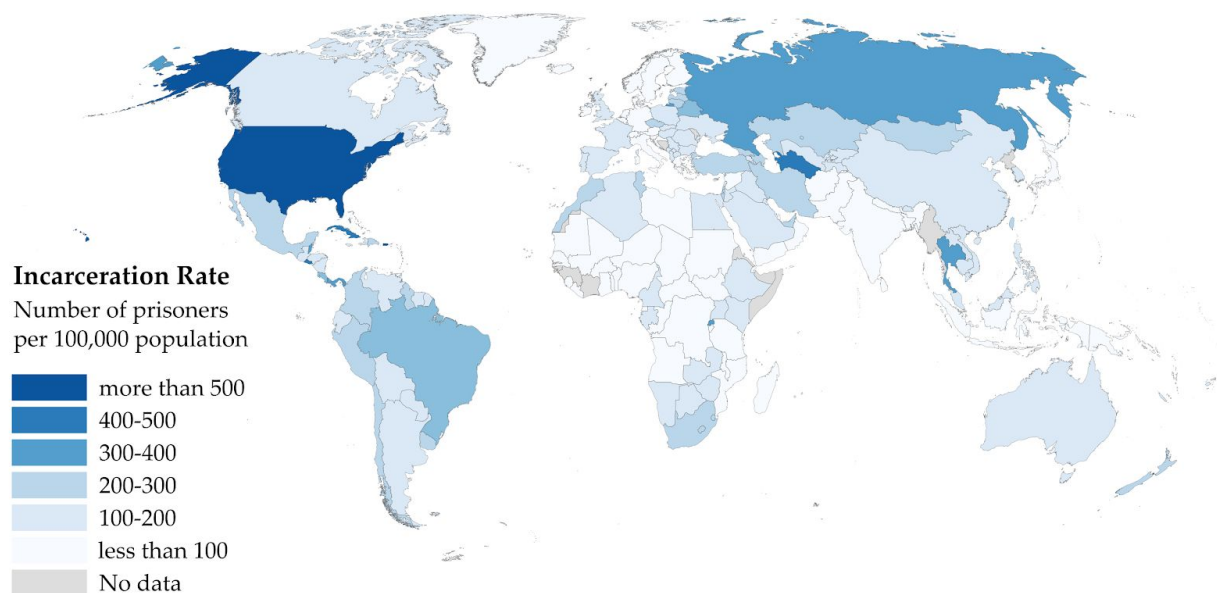 Incarceration Rate
Number of prisoners
per 100,000 population
more than 500
400-500
300-400
200-300
100-200
less than 100
No data